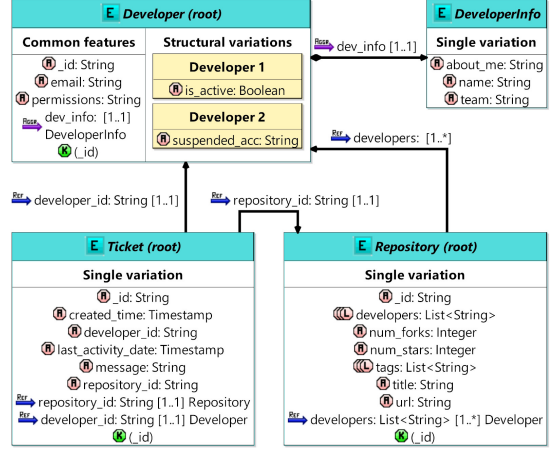 E Developer (root)
Common features
A _id: String
A email: String
A permissions: String
Aggr dev_info: [1..1]
DeveloperInfo
K (_id)
Structural variations
Developer 1
A is_active: Boolean
Developer 2
A suspended_acc: String
Aggr dev_info [1..1]
E DeveloperInfo
Single variation
A about_me: String
A name: String
A team: String
Ref developers: [1..*]
Ref developer_id: String [1..1]
Ref repository_id: String [1..1]
E Ticket (root)
Single variation
A _id: String
A created_time: Timestamp
A developer_id: String
A last_activity_date: Timestamp
A message: String
A repository_id: String
Ref repository_id: String [1..1] Repository
Ref developer_id: String [1..1] Developer
K (_id)
E Repository (root)
Single variation
A _id: String
L developers: List<String>
A num_forks: Integer
A num_stars: Integer
L tags: List<String>
A title: String
A url: String
Ref developers: List<String> [1..*] Developer
K (_id)